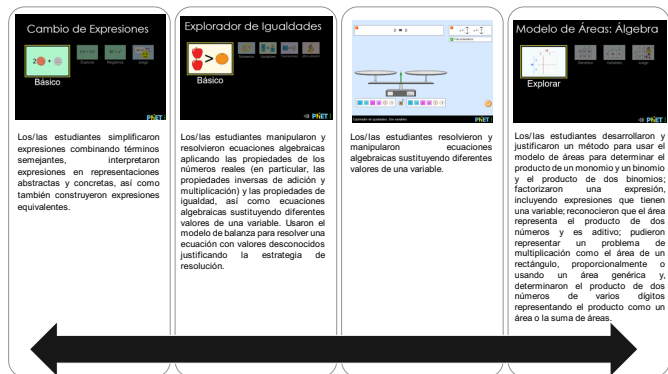 Cambio de Expresiones
Básico
PhET
Los/las estudiantes simplificaron
expresiones combinando términos
semejantes, interpretaron
expresiones en representaciones
abstractas y concretas, así como
también construyeron expresiones
equivalentes.
Explorador de Igualdades
Básico
PhET
Los/las estudiantes manipularon y
resolvieron ecuaciones algebraicas
aplicando las propiedades de los
números reales (en particular, las
propiedades inversas de adición y
multiplicación) y las propiedades de
igualdad, así como ecuaciones
algebraicas sustituyendo diferentes
valores de una variable. Usaron el
modelo de balanza para resolver una
ecuación con valores desconocidos
justificando la estrategia de
resolución.
0 = 0
PhET
Los/las estudiantes resolvieron y
manipularon ecuaciones
algebraicas sustituyendo diferentes
valores de una variable.
Modelo de Áreas: Álgebra
Explorar
PhET
Los/las estudiantes desarrollaron y
justificaron un método para usar el
modelo de áreas para determinar el
producto de un monomio y un binomio
y el producto de dos binomios;
factorizaron una expresión,
incluyendo expresiones que tienen
una variable; reconocieron que el área
representa el producto de dos
números y es aditivo; pudieron
representar un problema de
multiplicación como el área de un
rectángulo, proporcionalmente o
usando un área genérica y,
determinaron el producto de dos
números de varios dígitos
representando el producto como un
área o la suma de áreas.